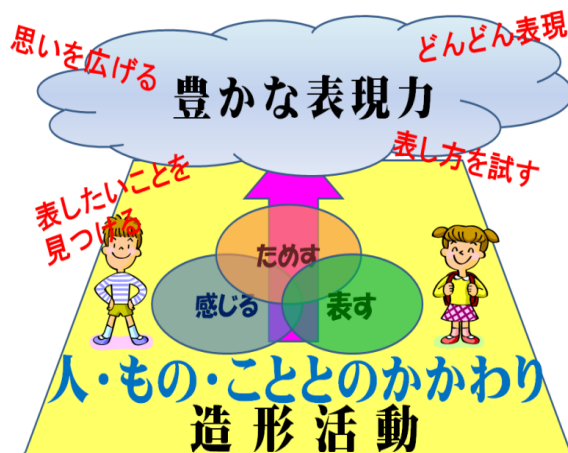 思いを広げる
どんどん表現
豊かな表現力
表し方を試す
表したいことを
見つける
ためす
感じる
表す
人・もの・こととのかかわり
造形活動